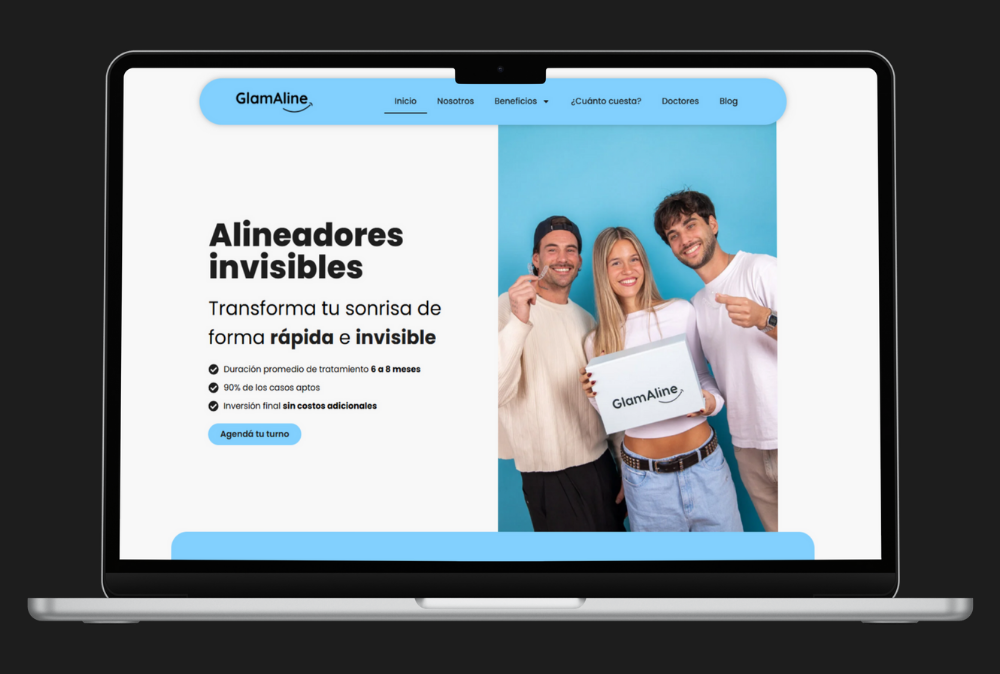 GlamAline
Inicio
Nosotros
Beneficios
¿Cuánto cuesta?
Doctores
Blog
Alineadores
invisibles
Transforma tu sonrisa de
forma rápida e invisible
Duración promedio de tratamiento 6 a 8 meses
90% de los casos aptos
Inversión final sin costos adicionales
Agendá tu turno
GlamAline